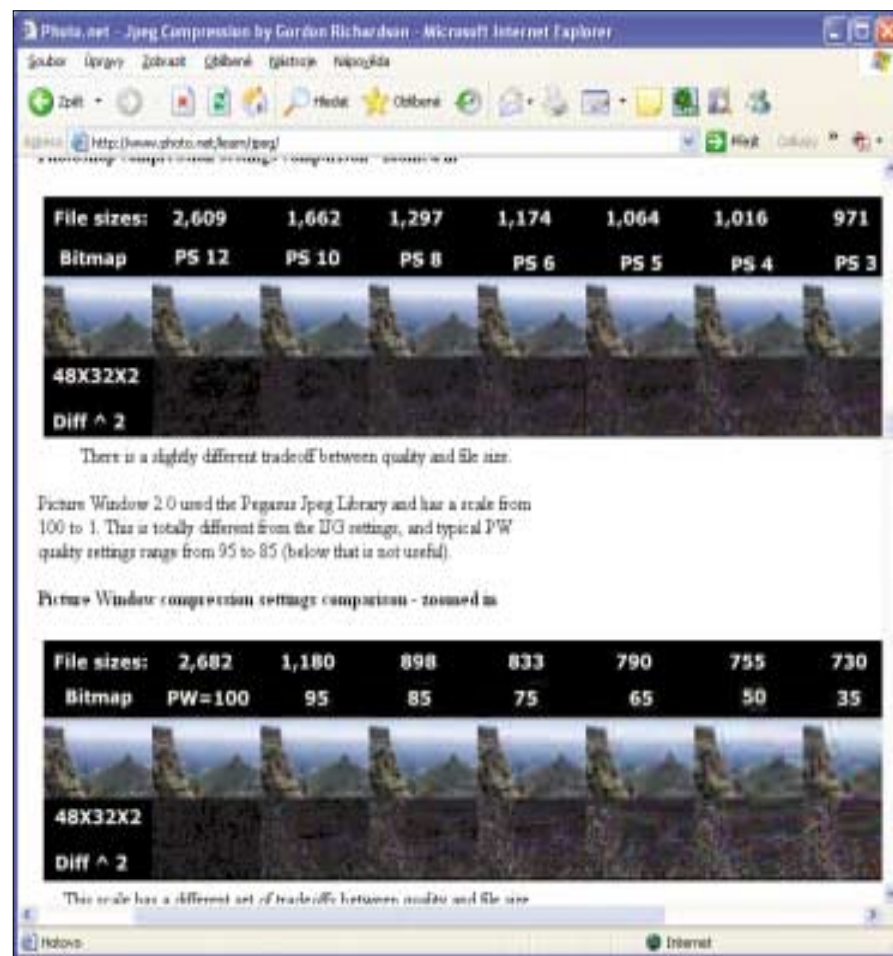 Photo.net - Jpeg Compression by Gordon Richardson - Microsoft Internet Explorer
Soubor Úpravy Zobrazit Oblíbené Nástroje Nápověda
Zpět Hledat Oblíbené
http://www.photo.net/learn/jpeg/ Přejít Odkazy »
Photoshop compression settings comparison - zoomed in
File sizes: 2,609 1,662 1,297 1,174 1,064 1,016 971
Bitmap PS 12 PS 10 PS 8 PS 6 PS 5 PS 4 PS 3
48X32X2
Diff ^ 2
There is a slightly different tradeoff between quality and file size.
Picture Window 2.0 used the Pegasus Jpeg Library and has a scale from
100 to 1. This is totally different from the IJG settings, and typical PW
quality settings range from 95 to 85 (below that is not useful).
Picture Window compression settings comparison - zoomed in
File sizes: 2,682 1,180 898 833 790 755 730
Bitmap PW=100 95 85 75 65 50 35
48X32X2
Diff ^ 2
This scale has a different set of tradeoffs between quality and file size
Hotovo Internet